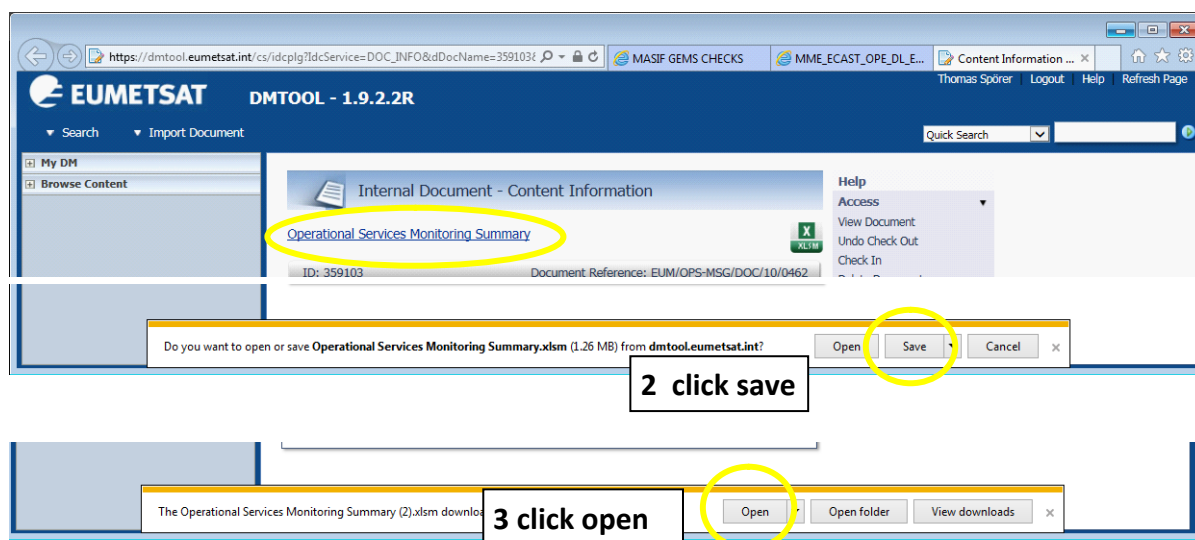 https://dmtool.eumetsat.int/cs/idcplg?IdcService=DOC_INFO&dDocName=359103
MASIF GEMS CHECKS
MME_ECAST_OPE_DL_E...
Content Information ...
Thomas Spörer Logout Help Refresh Page
EUMETSAT
DMTOOL - 1.9.2.2R
Search
Import Document
Quick Search
My DM
Browse Content
Internal Document - Content Information
Operational Services Monitoring Summary
XLSM
ID: 359103
Document Reference: EUM/OPS-MSG/DOC/10/0462
Help
Access
View Document
Undo Check Out
Check In
Do you want to open or save Operational Services Monitoring Summary.xlsm (1.26 MB) from dmtool.eumetsat.int?
Open
Save
Cancel
2 click save
The Operational Services Monitoring Summary (2).xlsm
3 click open
Open
Open folder
View downloads